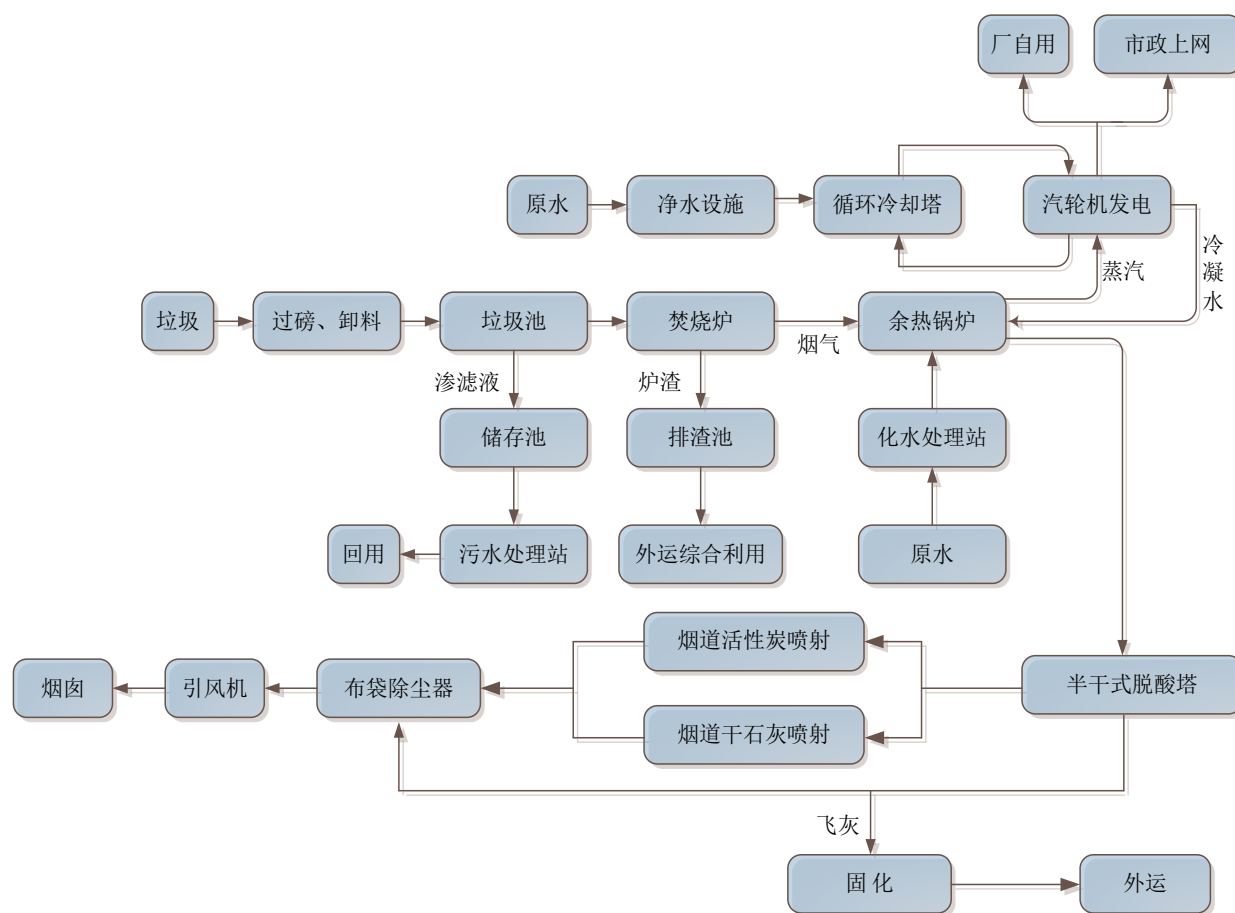 厂自用
市政上网
原水
净水设施
循环冷却塔
汽轮机发电
冷凝水
蒸汽
垃圾
过磅、卸料
垃圾池
焚烧炉
烟气
余热锅炉
渗滤液
炉渣
储存池
排渣池
化水处理站
回用
污水处理站
外运综合利用
原水
烟道活性炭喷射
烟囱
引风机
布袋除尘器
半干式脱酸塔
烟道干石灰喷射
飞灰
固化
外运